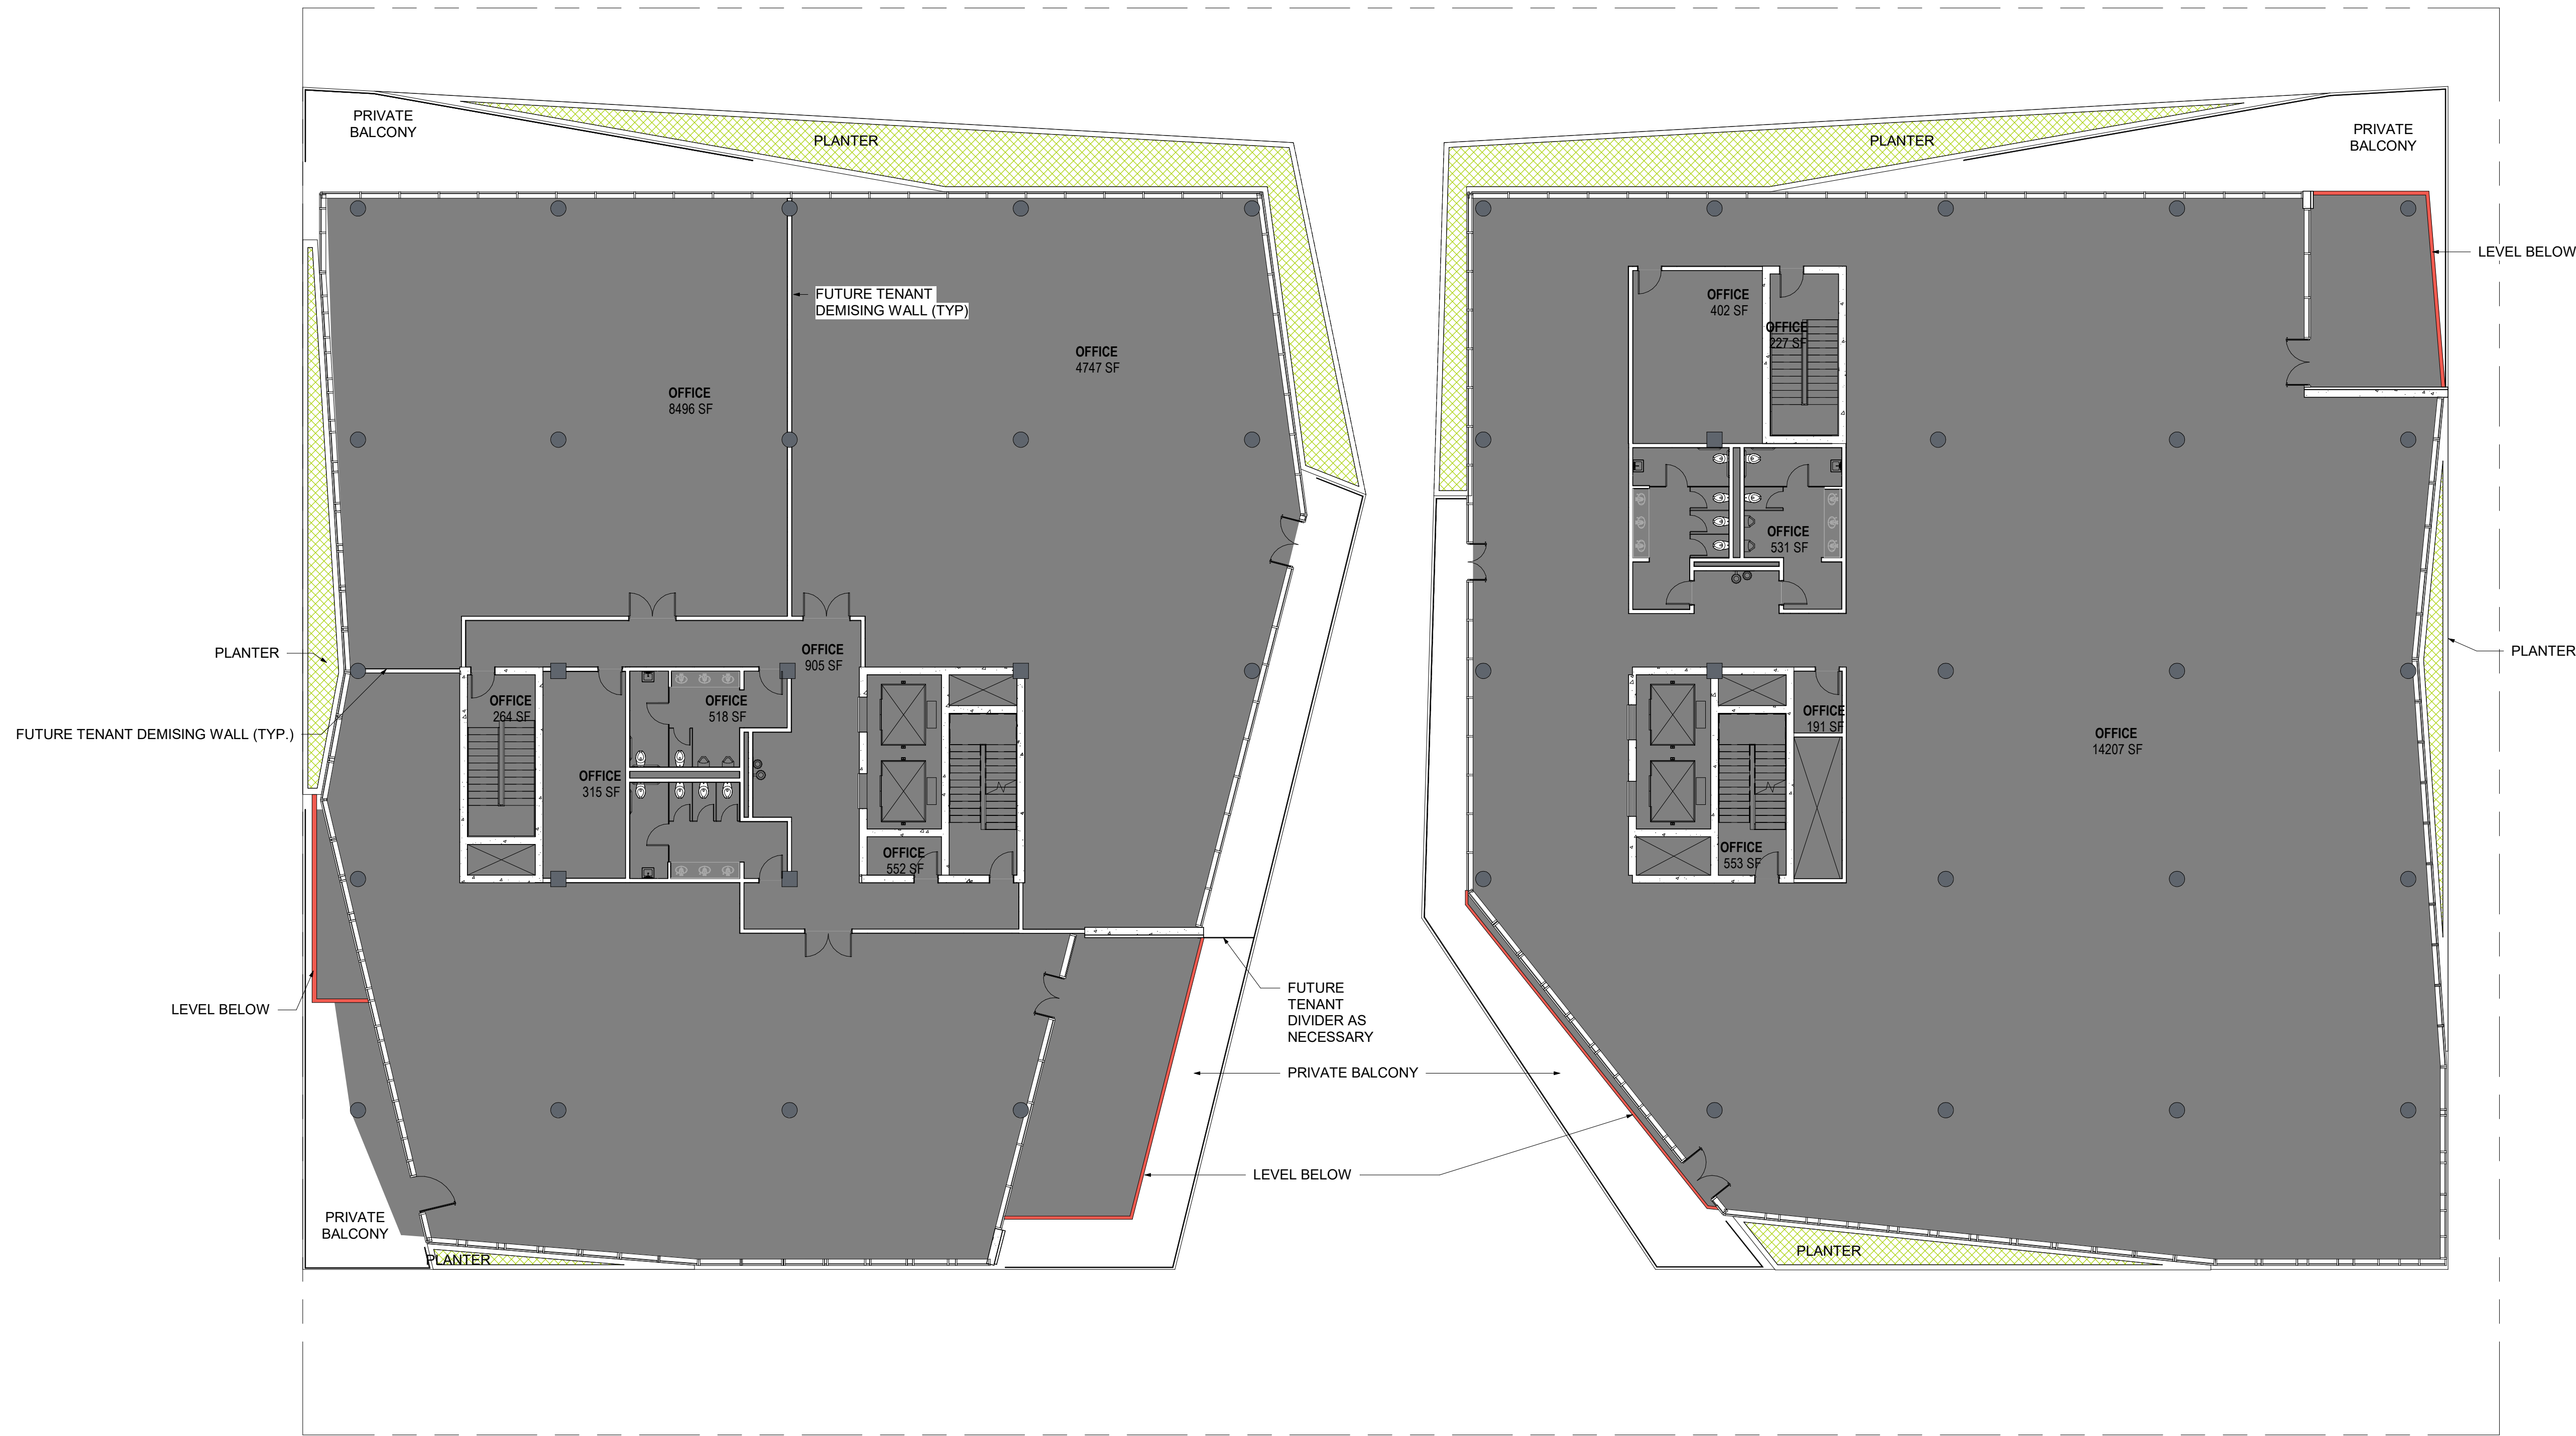 PRIVATE
BALCONY
PLANTER
PLANTER
PRIVATE
BALCONY
LEVEL BELOW
FUTURE TENANT
DEMISING WALL (TYP)
OFFICE
402 SF
OFFICE
227 SF
OFFICE
4747 SF
OFFICE
8496 SF
OFFICE
531 SF
PLANTER
OFFICE
905 SF
PLANTER
OFFICE
264 SF
OFFICE
518 SF
OFFICE
191 SF
FUTURE TENANT DEMISING WALL (TYP.)
OFFICE
14207 SF
OFFICE
315 SF
OFFICE
552 SF
OFFICE
553 SF
LEVEL BELOW
FUTURE
TENANT
DIVIDER AS
NECESSARY
PRIVATE BALCONY
LEVEL BELOW
PRIVATE
BALCONY
PLANTER
PLANTER